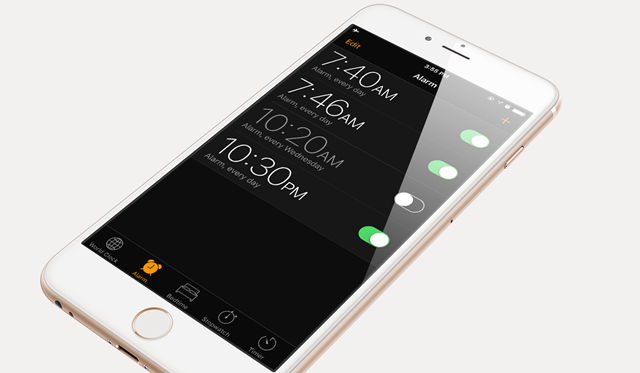 3:55 PM
Edit
Alarm
+
7:40AM
Alarm, every day
7:46AM
Alarm, every day
10:20AM
Alarm, every Wednesday
10:30PM
Alarm, every day
World Clock
Alarm
Bedtime
Stopwatch
Timer